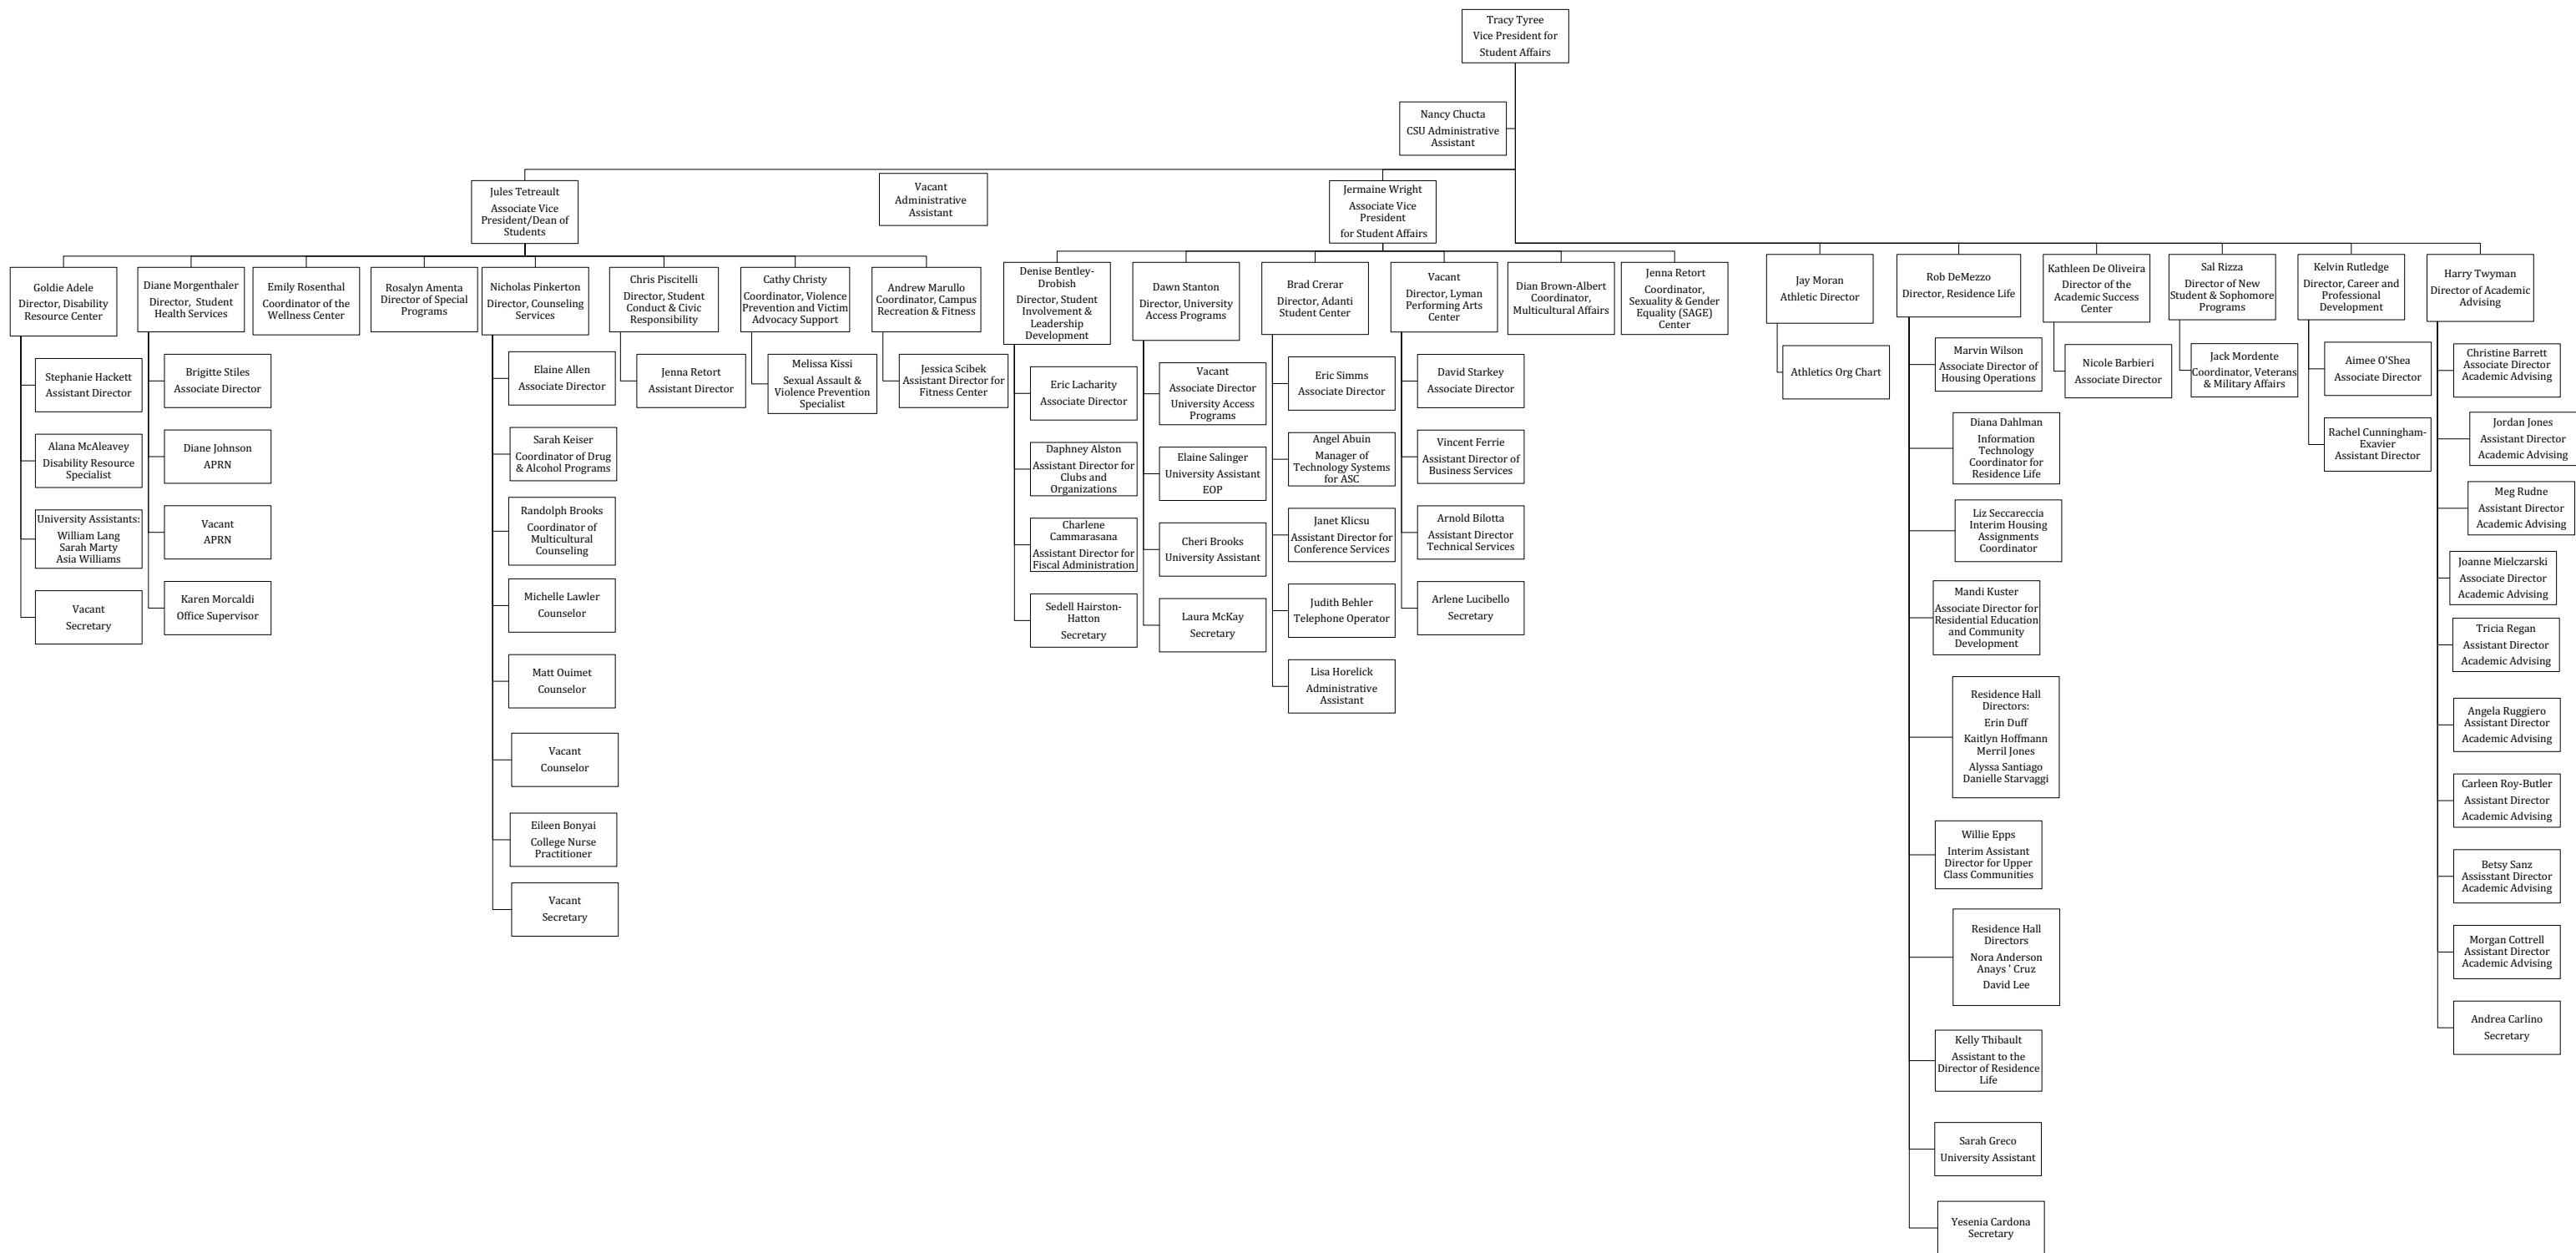 Tracy Tyree
Vice President for
Student Affairs
Nancy Chucta
CSU Administrative
Assistant
Jules Tetreault
Associate Vice
President/Dean of
Students
Vacant
Administrative
Assistant
Jermaine Wright
Associate Vice
President
for Student Affairs
Goldie Adele
Director, Disability
Resource Center
Stephanie Hackett
Assistant Director
Alana McAleavey
Disability Resource
Specialist
University Assistants:
William Lang
Sarah Marty
Asia Williams
Vacant
Secretary
Diane Morgenthaler
Director, Student
Health Services
Brigitte Stiles
Associate Director
Diane Johnson
APRN
Vacant
APRN
Karen Morcaldi
Office Supervisor
Emily Rosenthal
Coordinator of the
Wellness Center
Rosalyn Amenta
Director of Special
Programs
Nicholas Pinkerton
Director, Counseling
Services
Elaine Allen
Associate Director
Sarah Keiser
Coordinator of Drug
& Alcohol Programs
Randolph Brooks
Coordinator of
Multicultural
Counseling
Michelle Lawler
Counselor
Matt Ouimet
Counselor
Vacant
Counselor
Eileen Bonyai
College Nurse
Practitioner
Vacant
Secretary
Chris Piscitelli
Director, Student
Conduct & Civic
Responsibility
Jenna Retort
Assistant Director
Cathy Christy
Coordinator, Violence
Prevention and Victim
Advocacy Support
Melissa Kissi
Sexual Assault &
Violence Prevention
Specialist
Andrew Marullo
Coordinator, Campus
Recreation & Fitness
Jessica Scibek
Assistant Director for
Fitness Center
Denise Bentley-
Drobish
Director, Student
Involvement &
Leadership
Development
Eric Lacharity
Associate Director
Daphney Alston
Assistant Director for
Clubs and
Organizations
Charlene
Cammarasana
Assistant Director for
Fiscal Administration
Sedell Hairston-
Hatton
Secretary
Dawn Stanton
Director, University
Access Programs
Vacant
Associate Director
University Access
Programs
Elaine Salinger
University Assistant
EOP
Cheri Brooks
University Assistant
Laura McKay
Secretary
Brad Crerar
Director, Adanti
Student Center
Eric Simms
Associate Director
Angel Abuin
Manager of
Technology Systems
for ASC
Janet Klicsu
Assistant Director for
Conference Services
Judith Behler
Telephone Operator
Lisa Horelick
Administrative
Assistant
Vacant
Director, Lyman
Performing Arts
Center
David Starkey
Associate Director
Vincent Ferrie
Assistant Director of
Business Services
Arnold Bilotta
Assistant Director
Technical Services
Arlene Lucibello
Secretary
Dian Brown-Albert
Coordinator,
Multicultural Affairs
Jenna Retort
Coordinator,
Sexuality & Gender
Equality (SAGE)
Center
Jay Moran
Athletic Director
Athletics Org Chart
Rob DeMezzo
Director, Residence Life
Marvin Wilson
Associate Director of
Housing Operations
Diana Dahlman
Information
Technology
Coordinator for
Residence Life
Liz Seccareccia
Interim Housing
Assignments
Coordinator
Mandi Kuster
Associate Director for
Residential Education
and Community
Development
Residence Hall
Directors:
Erin Duff
Kaitlyn Hoffmann
Merril Jones
Alyssa Santiago
Danielle Starvaggi
Willie Epps
Interim Assistant
Director for Upper
Class Communities
Residence Hall
Directors
Nora Anderson
Anays ' Cruz
David Lee
Kelly Thibault
Assistant to the
Director of Residence
Life
Sarah Greco
University Assistant
Yesenia Cardona
Secretary
Kathleen De Oliveira
Director of the
Academic Success
Center
Nicole Barbieri
Associate Director
Sal Rizza
Director of New
Student & Sophomore
Programs
Jack Mordente
Coordinator, Veterans
& Military Affairs
Kelvin Rutledge
Director, Career and
Professional
Development
Aimee O'Shea
Associate Director
Rachel Cunningham-
Exavier
Assistant Director
Harry Twyman
Director of Academic
Advising
Christine Barrett
Associate Director
Academic Advising
Jordan Jones
Assistant Director
Academic Advising
Meg Rudne
Assistant Director
Academic Advising
Joanne Mielczarski
Associate Director
Academic Advising
Tricia Regan
Assistant Director
Academic Advising
Angela Ruggiero
Assistant Director
Academic Advising
Carleen Roy-Butler
Assistant Director
Academic Advising
Betsy Sanz
Assisstant Director
Academic Advising
Morgan Cottrell
Assistant Director
Academic Advising
Andrea Carlino
Secretary